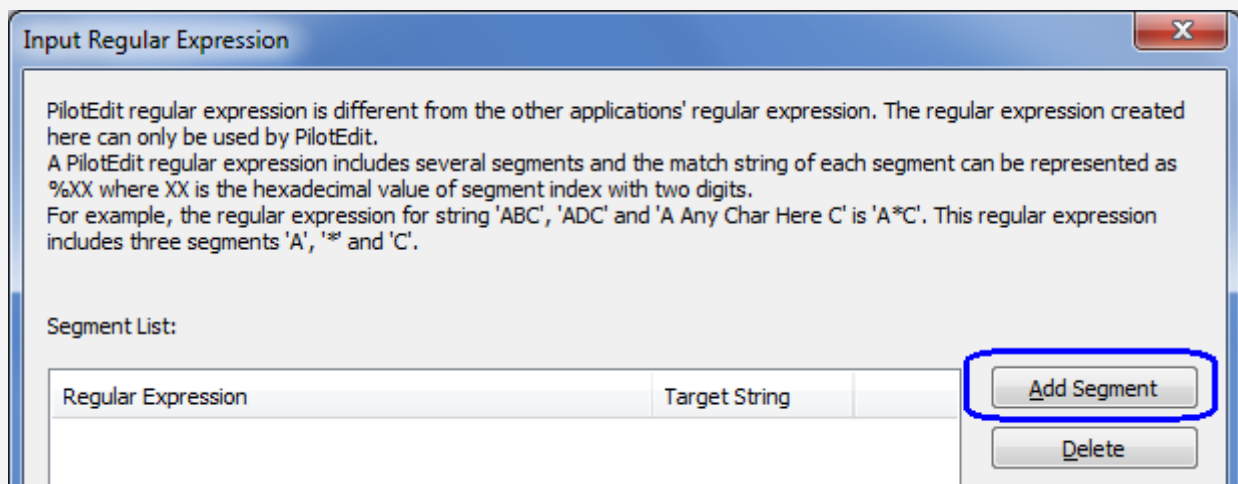 Input Regular Expression
PilotEdit regular expression is different from the other applications' regular expression. The regular expression created
here can only be used by PilotEdit.
A PilotEdit regular expression includes several segments and the match string of each segment can be represented as
%XX where XX is the hexadecimal value of segment index with two digits.
For example, the regular expression for string 'ABC', 'ADC' and 'A Any Char Here C' is 'A*C'. This regular expression
includes three segments 'A', '*' and 'C'.
Segment List:
Regular Expression Target String
Add Segment
Delete